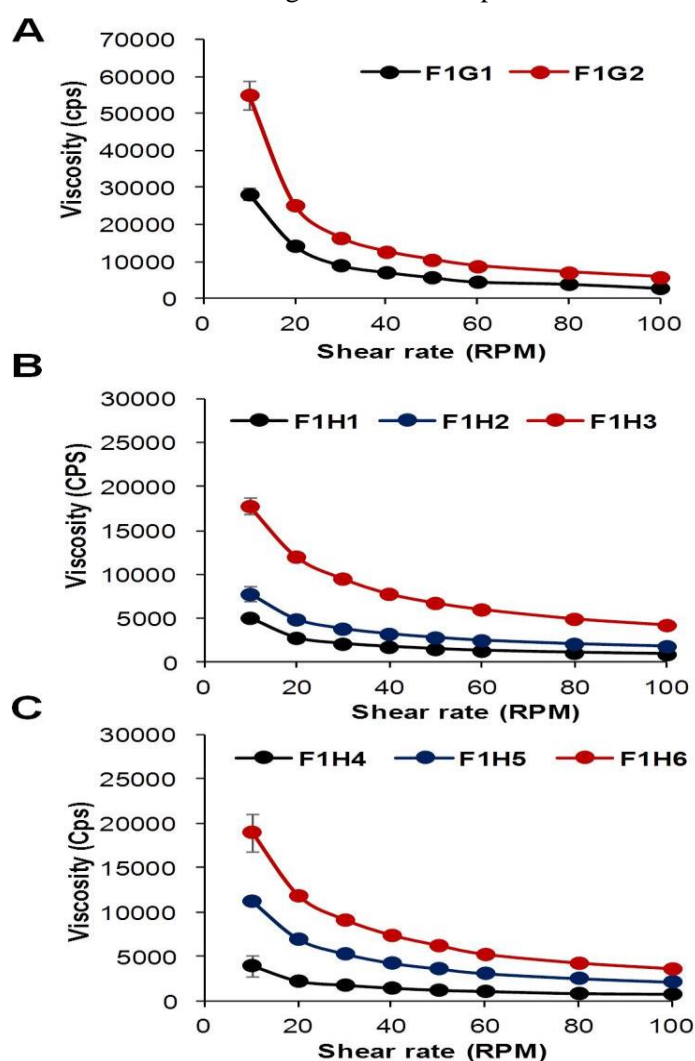 A
70000
60000
50000
40000
30000
20000
10000
0
Viscosity (cps)
F1G1 F1G2
0 20 40 60 80 100
Shear rate (RPM)
B
30000
25000
20000
15000
10000
5000
0
Viscosity (CPS)
F1H1 F1H2 F1H3
0 20 40 60 80 100
Shear rate (RPM)
C
30000
25000
20000
15000
10000
5000
0
Viscosity (Cps)
F1H4 F1H5 F1H6
0 20 40 60 80 100
Shear rate (RPM)